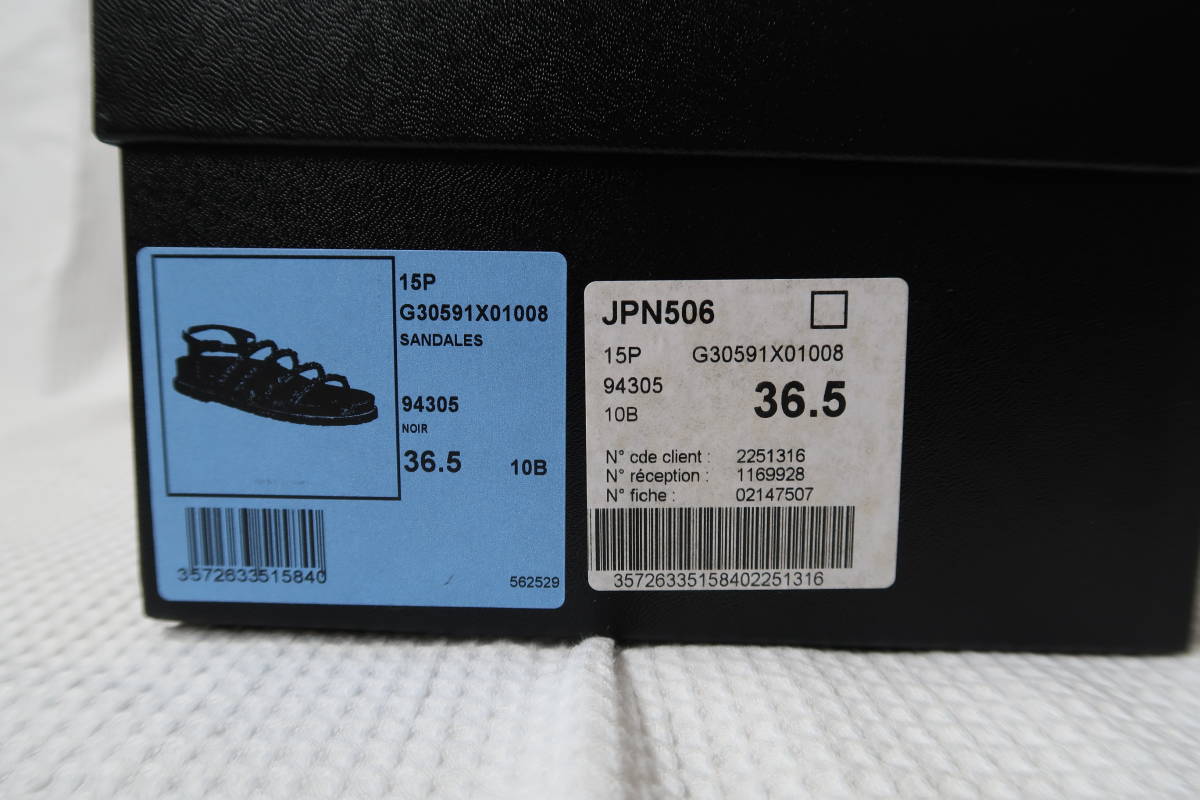 15P
G30591X01008
SANDALES
94305
NOIR
36.5 10B
3572633515840
562529
JPN506
15P G30591X01008
94305
36.5
10B
N° cde client : 2251316
N° réception : 1169928
N° fiche : 02147507
35726335158402251316